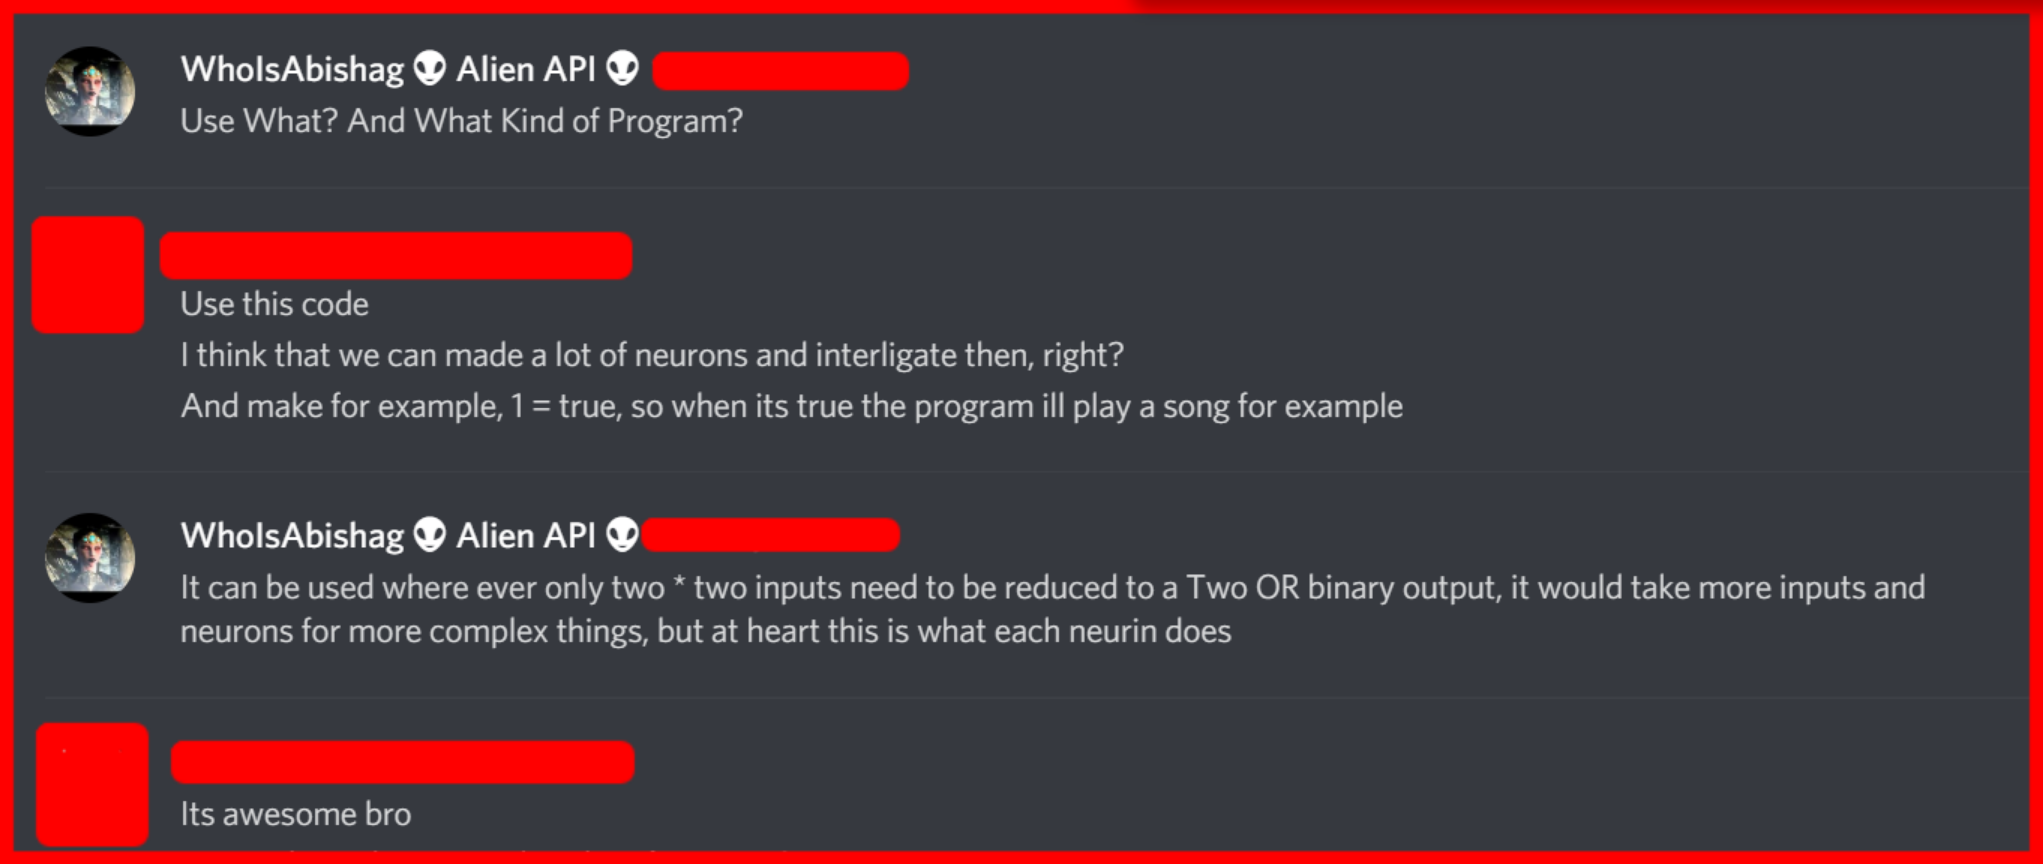 WhoIsAbishag 👽 Alien API 👽
Use What? And What Kind of Program?
Use this code
I think that we can made a lot of neurons and interligate then, right?
And make for example, 1 = true, so when its true the program ill play a song for example
WhoIsAbishag 👽 Alien API 👽
It can be used where ever only two * two inputs need to be reduced to a Two OR binary output, it would take more inputs and
neurons for more complex things, but at heart this is what each neurin does
Its awesome bro